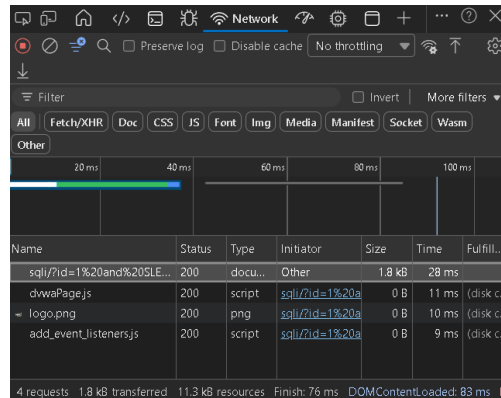 Network
Preserve log Disable cache No throttling
Filter Invert More filters
All Fetch/XHR Doc CSS JS Font Img Media Manifest Socket Wasm
Other
20 ms 40 ms 60 ms 80 ms 100 ms
Name Status Type Initiator Size Time Fulfill...
sqli/?id=1%20and%20SLE... 200 docu... Other 1.8 kB 28 ms
dvwaPage.js 200 script sqli/?id=1%20a 0 B 11 ms (disk c.
logo.png 200 png sqli/?id=1%20a 0 B 10 ms (disk c.
add_event_listeners.js 200 script sqli/?id=1%20a 0 B 9 ms (disk c.
4 requests 1.8 kB transferred 11.3 kB resources Finish: 76 ms DOMContentLoaded: 83 ms